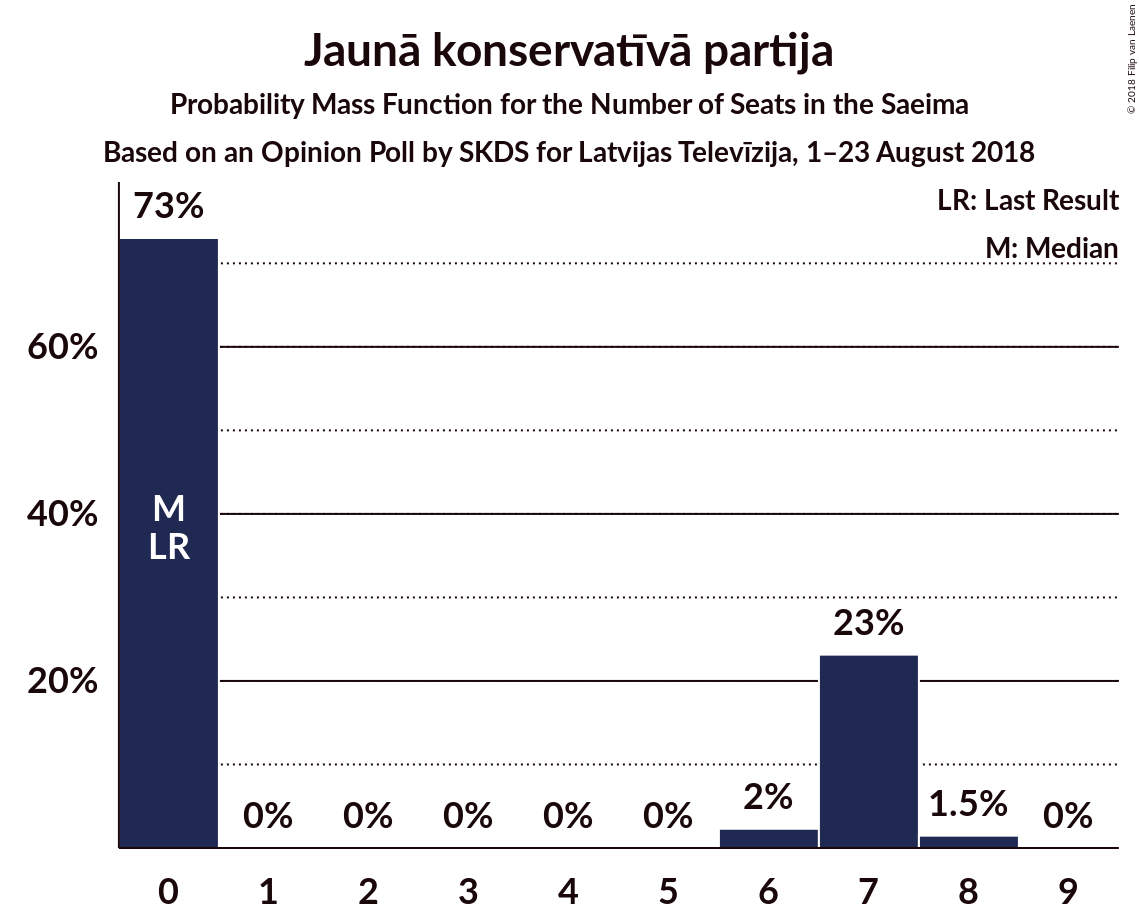 Jaunā konservatīvā partija
Probability Mass Function for the Number of Seats in the Saeima
Based on an Opinion Poll by SKDS for Latvijas Televīzija, 1–23 August 2018
© 2018 Filip van Laenen
LR: Last Result
M: Median
73%
60%
40%
20%
M
LR
0%
0%
0%
0%
0%
2%
23%
1.5%
0%
0 1 2 3 4 5 6 7 8 9